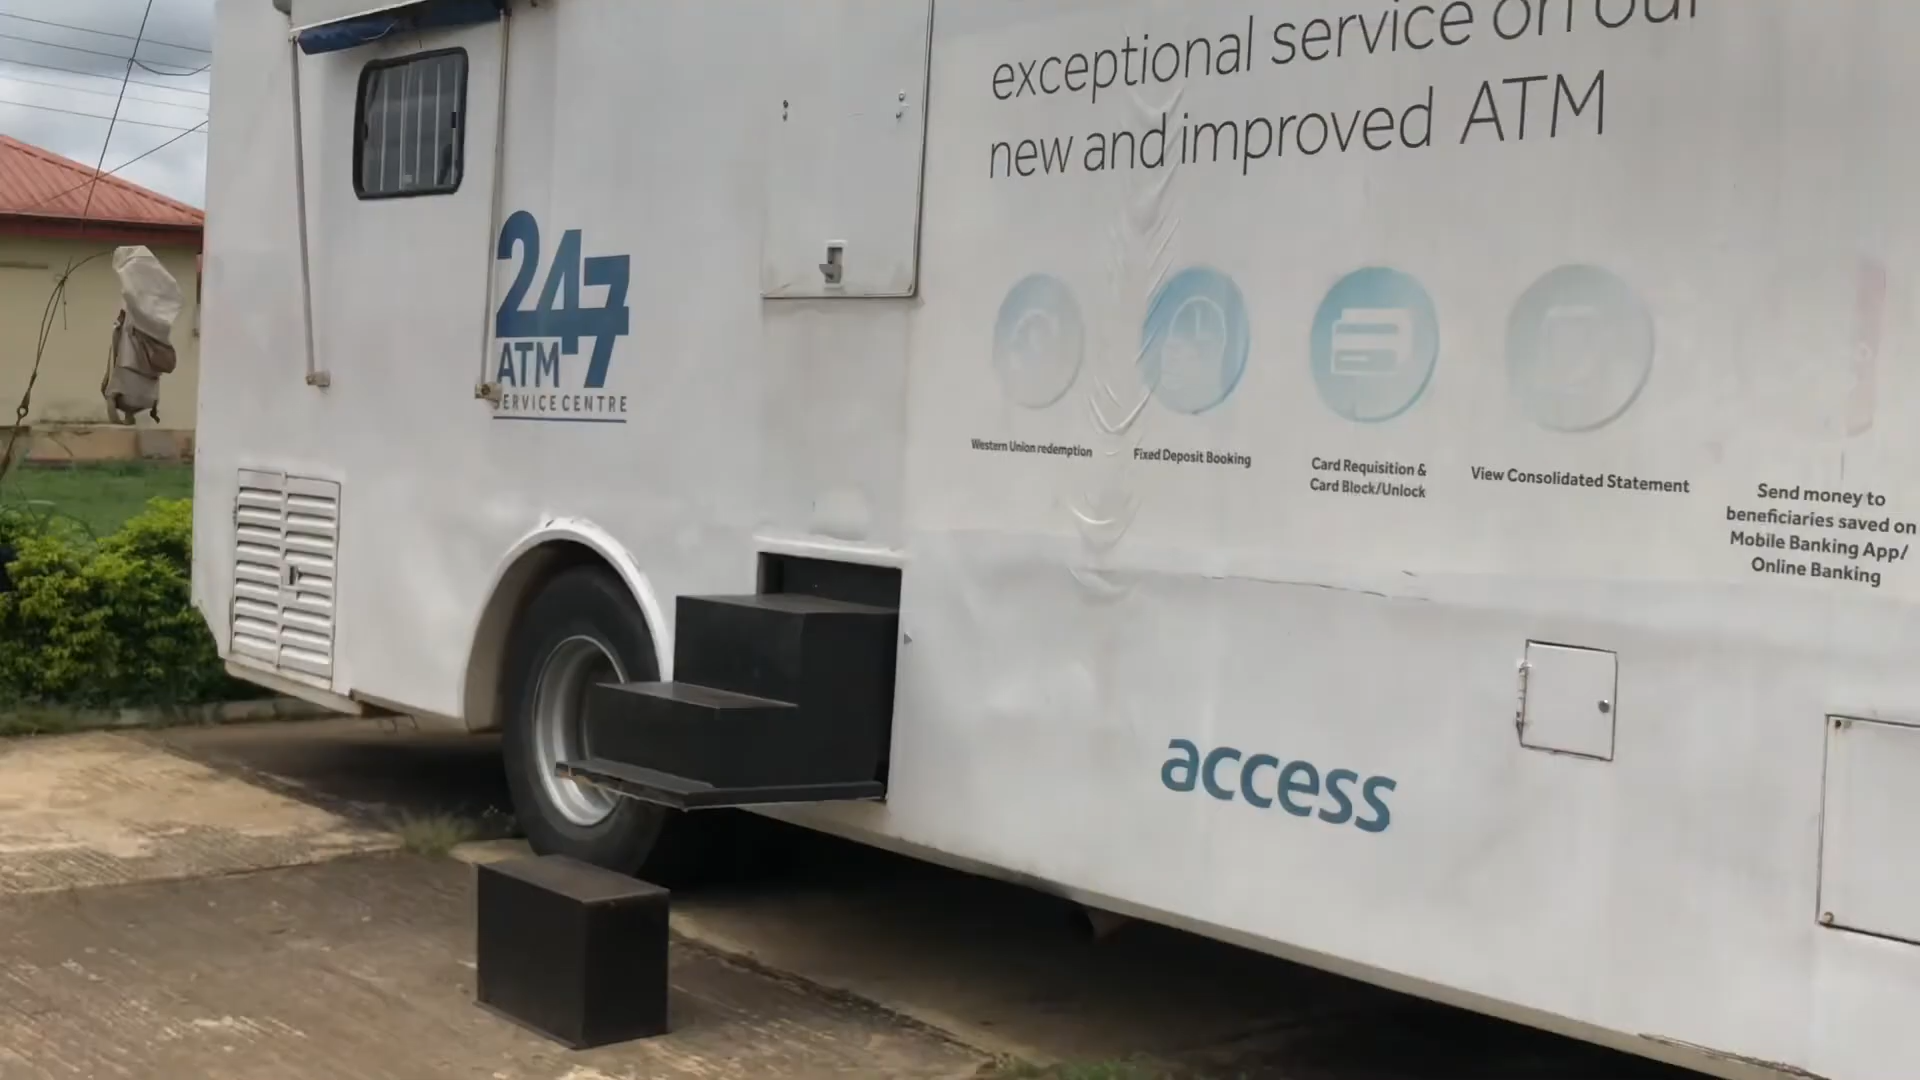 exceptional service on our
new and improved ATM
247
ATM
SERVICE CENTRE
Western Union redemption
Fixed Deposit Booking
Card Requisition &
Card Block/Unlock
View Consolidated Statement
Send money to
beneficiaries saved on
Mobile Banking App/
Online Banking
access